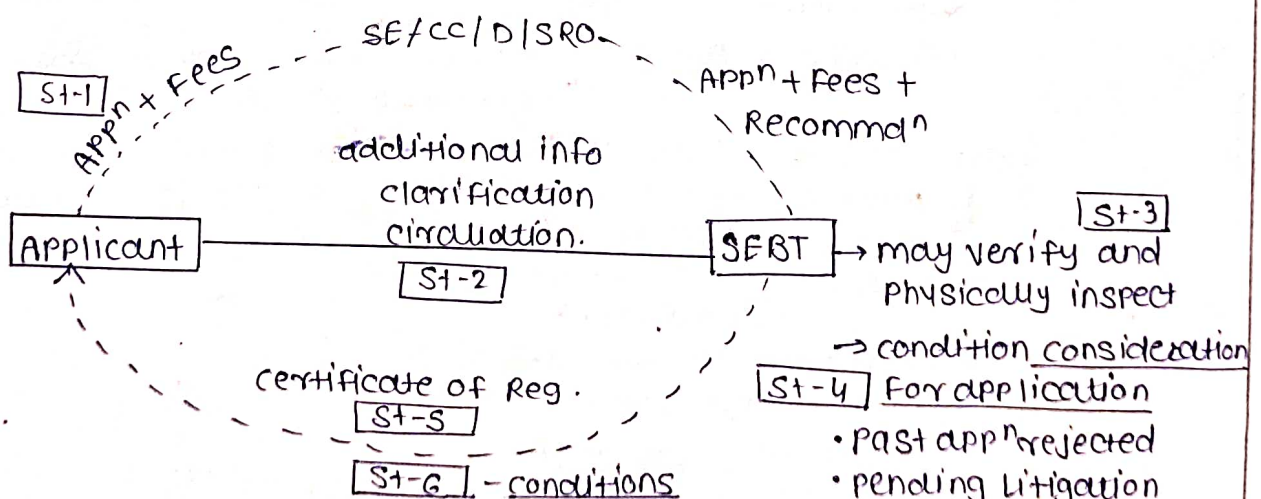 SE/CC/D/SRO
St-1
Appⁿ + Fees
Appⁿ + Fees +
Recommdⁿ
additional info
clarification
cirduation.
St-2
Applicant
SEBI
St-3
→ may verify and
physically inspect
→ condition consideration
St-4 For application
• past appⁿ rejected
• pending litigation
certificate of Reg.
St-5
St-6 - conditions